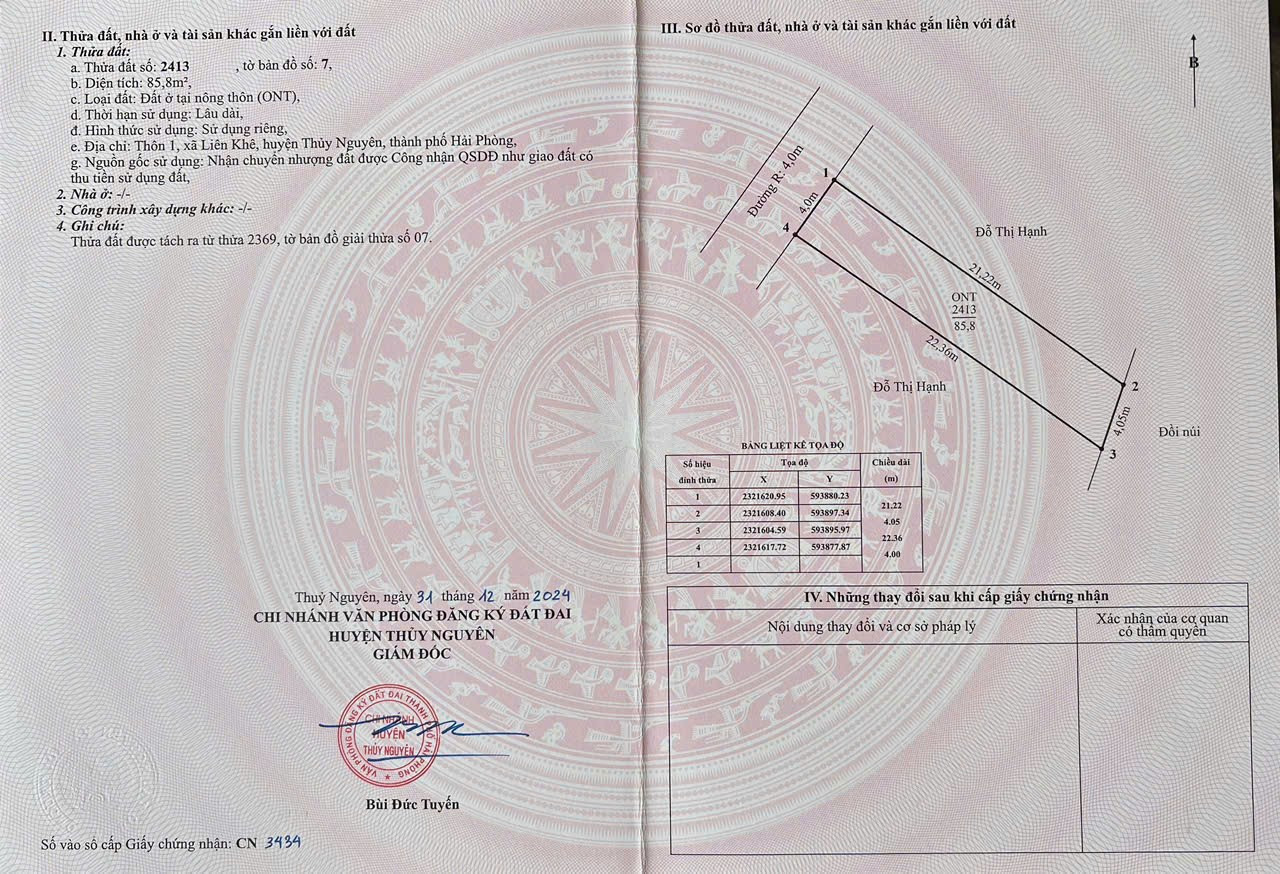 II. Thửa đất, nhà ở và tài sản khác gắn liền với đất
1. Thửa đất:
a. Thửa đất số: 2413 , tờ bản đồ số: 7,
b. Diện tích: 85,8m²,
c. Loại đất: Đất ở tại nông thôn (ONT),
d. Thời hạn sử dụng: Lâu dài,
đ. Hình thức sử dụng: Sử dụng riêng,
e. Địa chỉ: Thôn 1, xã Liên Khê, huyện Thủy Nguyên, thành phố Hải Phòng,
g. Nguồn gốc sử dụng: Nhận chuyển nhượng đất được Công nhận QSDĐ như giao đất có
thu tiền sử dụng đất,
2. Nhà ở: -/-
3. Công trình xây dựng khác: -/-
4. Ghi chú:
Thửa đất được tách ra từ thửa 2369, tờ bản đồ giải thửa số 07.
Thuỷ Nguyên, ngày 31 tháng 12 năm 2024
CHI NHÁNH VĂN PHÒNG ĐĂNG KÝ ĐẤT ĐAI
HUYỆN THỦY NGUYÊN
GIÁM ĐỐC
VĂN PHÒNG ĐĂNG KÝ ĐẤT ĐAI THÀNH PHỐ HẢI PHÒNG
CHI NHÁNH
HUYỆN
THỦY NGUYÊN
Bùi Đức Tuyến
Số vào sổ cấp Giấy chứng nhận: CN 3434
III. Sơ đồ thửa đất, nhà ở và tài sản khác gắn liền với đất
B
Đường R: 4,0m
1
4,0m
4
Đỗ Thị Hạnh
21,22m
ONT
2413
85,8
22,36m
Đỗ Thị Hạnh
2
4,05m
Đồi núi
3
BẢNG LIỆT KÊ TỌA ĐỘ
Số hiệu đỉnh thửa Tọa độ Chiều dài (m)
X Y
1 2321620.95 593880.23
21.22
2 2321608.40 593897.34
4.05
3 2321604.59 593895.97
22.36
4 2321617.72 593877.87
4.00
1
IV. Những thay đổi sau khi cấp giấy chứng nhận
Nội dung thay đổi và cơ sở pháp lý
Xác nhận của cơ quan
có thẩm quyền